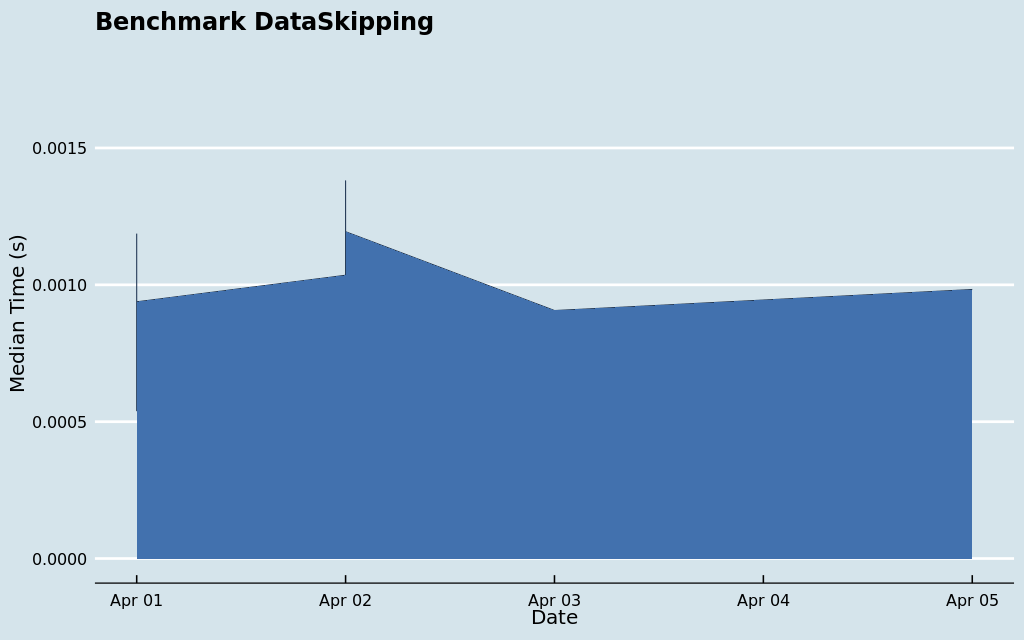 Benchmark DataSkipping
Median Time (s)
0.0015
0.0010
0.0005
0.0000
Apr 01 Apr 02 Apr 03 Apr 04 Apr 05
Date